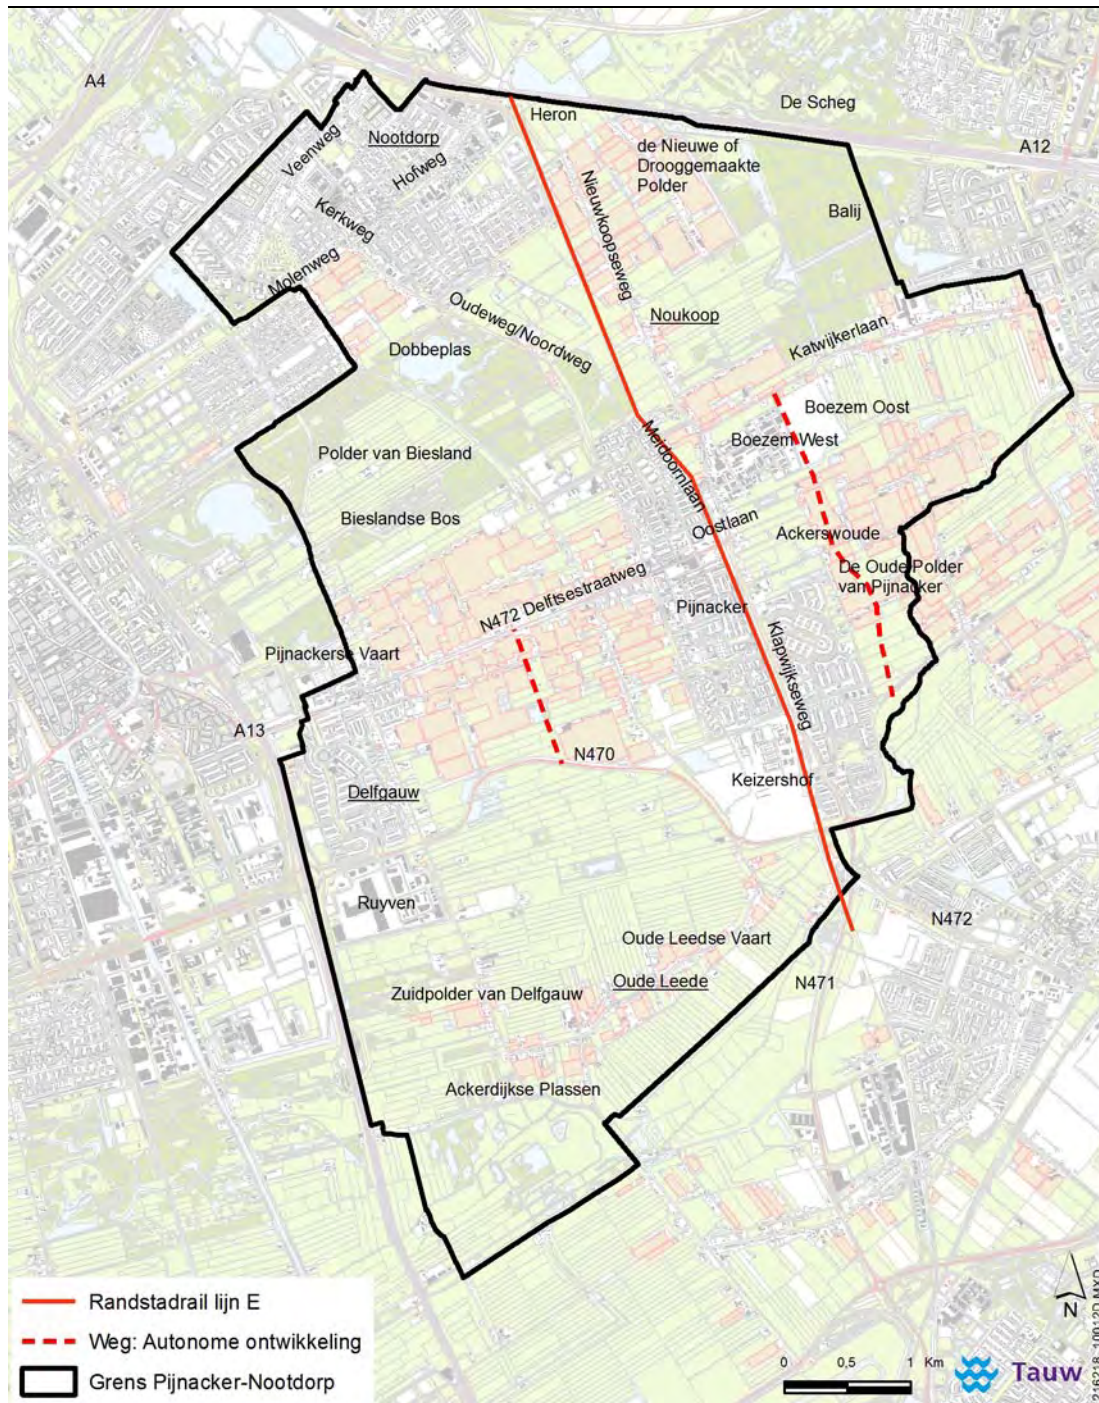 A4
De Scheg
Heron
Nootdorp
Veenweg
Hofweg
de Nieuwe of
Drooggemaakte
Polder
A12
Balij
Kerkweg
Nieuwkoopseweg
Molenweg
Oudeweg/Noordweg
Noukoop
Katwijkerlaan
Dobbeplas
Boezem Oost
Boezem West
Meidoornlaan
Polder van Biesland
Bieslandse Bos
Oostlaan
Ackerswoude
De Oude Polder
van Pijnacker
N472 Delftsestraatweg
Pijnacker
Pijnackerse Vaart
Klapwijkseweg
A13
N470
Keizershof
Delfgauw
Ruyven
N472
Oude Leedse Vaart
Oude Leede
N471
Zuidpolder van Delfgauw
Ackerdijkse Plassen
Randstadrail lijn E
Weg: Autonome ontwikkeling
Grens Pijnacker-Nootdorp
0 0,5 1 Km
N
Tauw
216218_10012D.MXD